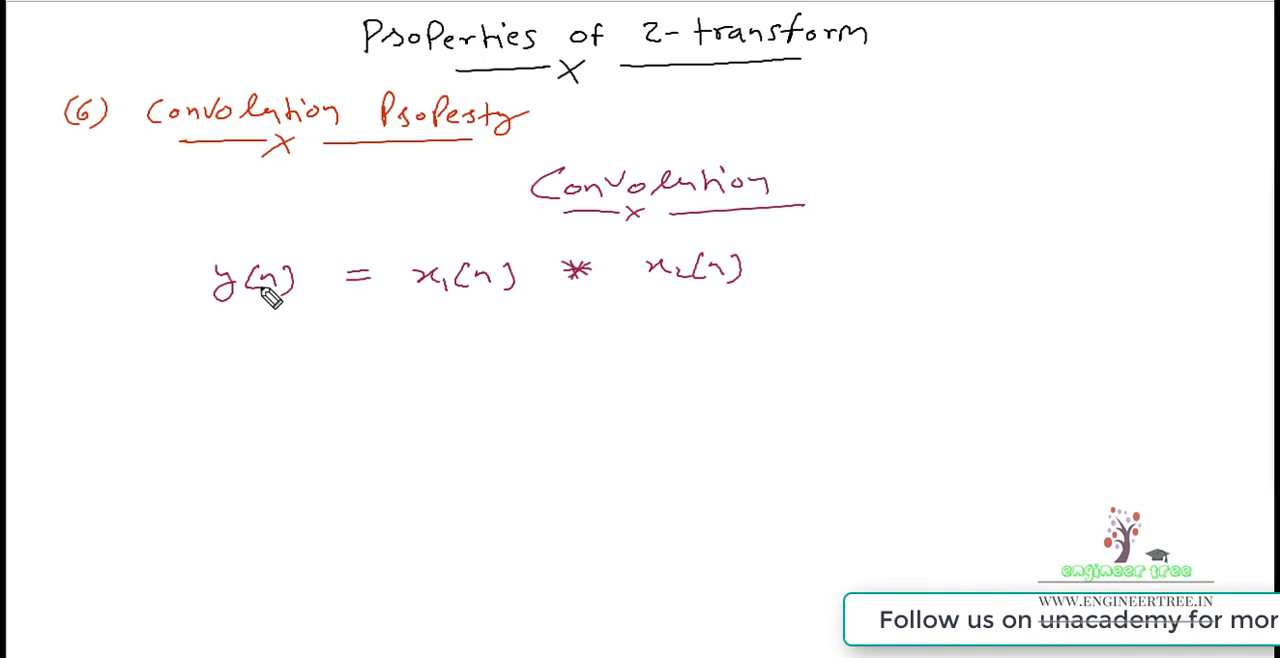 Properties of Z-transform
(6) Convolution Property
Convolution
y[n] = x₁[n] * x₂[n]
engineer tree
WWW.ENGINEERTREE.IN
Follow us on unacademy for mor